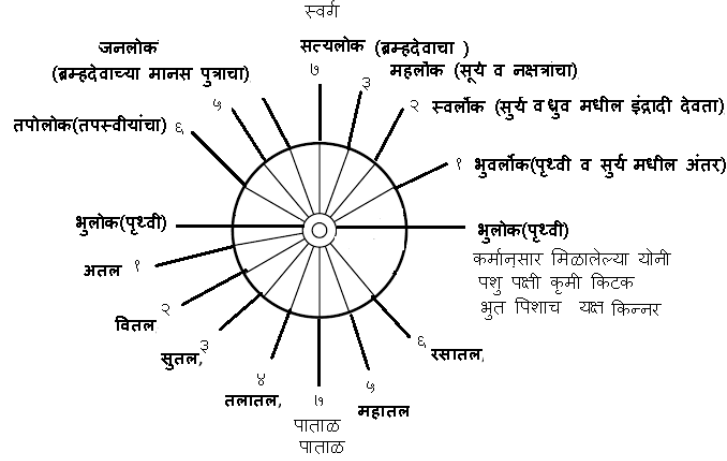 स्वर्ग
जनलोक
(ब्रम्हदेवाच्या मानस पुत्राचा)
सत्यलोक (ब्रम्हदेवाचा )
७
महर्लोक (सूर्य व नक्षत्रांचा)
३
५
२ स्वर्लोक (सुर्य वध्रुव मधील इंद्रादी देवता)
तपोलोक(तपस्वीयांचा) ६
१ भुवर्लोक(पृथ्वी व सुर्य मधील अंतर)
भुलोक(पृथ्वी)
भुलोक(पृथ्वी)
कर्मानुसार मिळालेल्या योनी
पशु पक्षी कृमी किटक
भुत पिशाच यक्ष किन्नर
अतल १
२
वितल
३
सुतल,
६
रसातल,
४
तलातल,
७
५
महातल
पाताळ
पाताळ